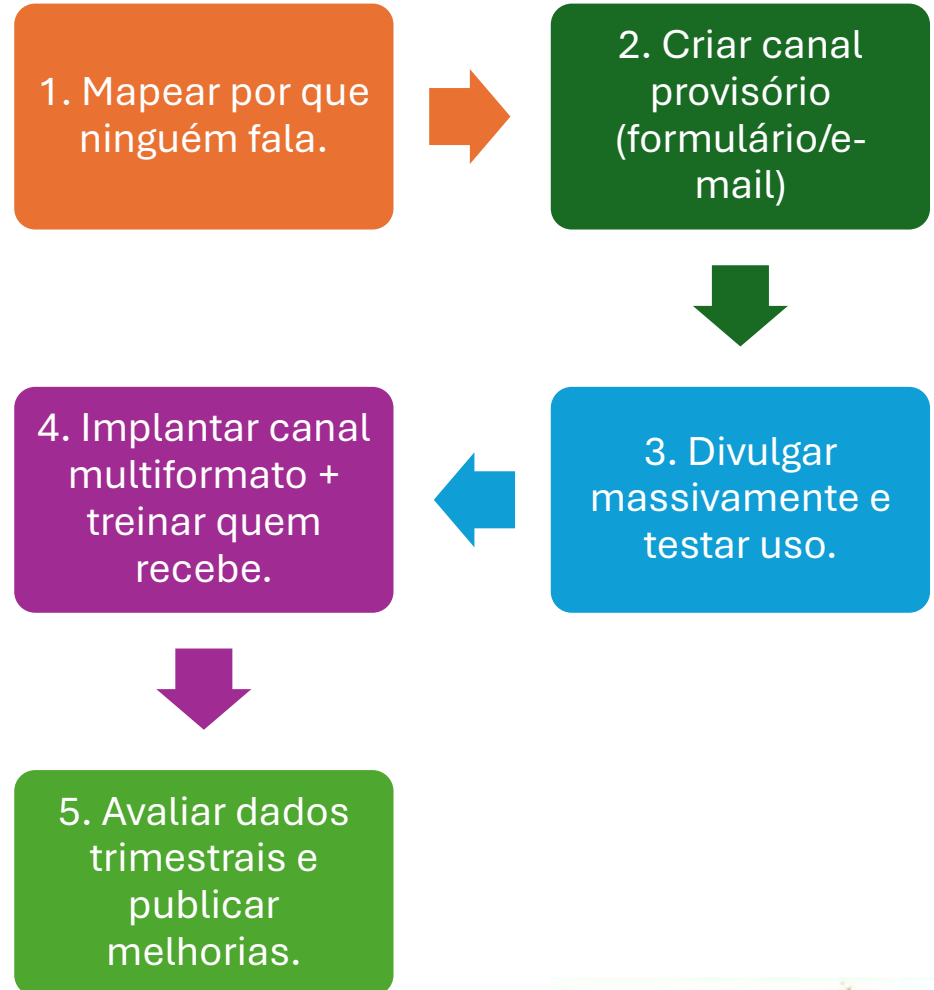 1. Mapear por que
ninguém fala.
2. Criar canal
provisório
(formulário/e-
mail)
3. Divulgar
massivamente e
testar uso.
4. Implantar canal
multiformato +
treinar quem
recebe.
5. Avaliar dados
trimestrais e
publicar
melhorias.